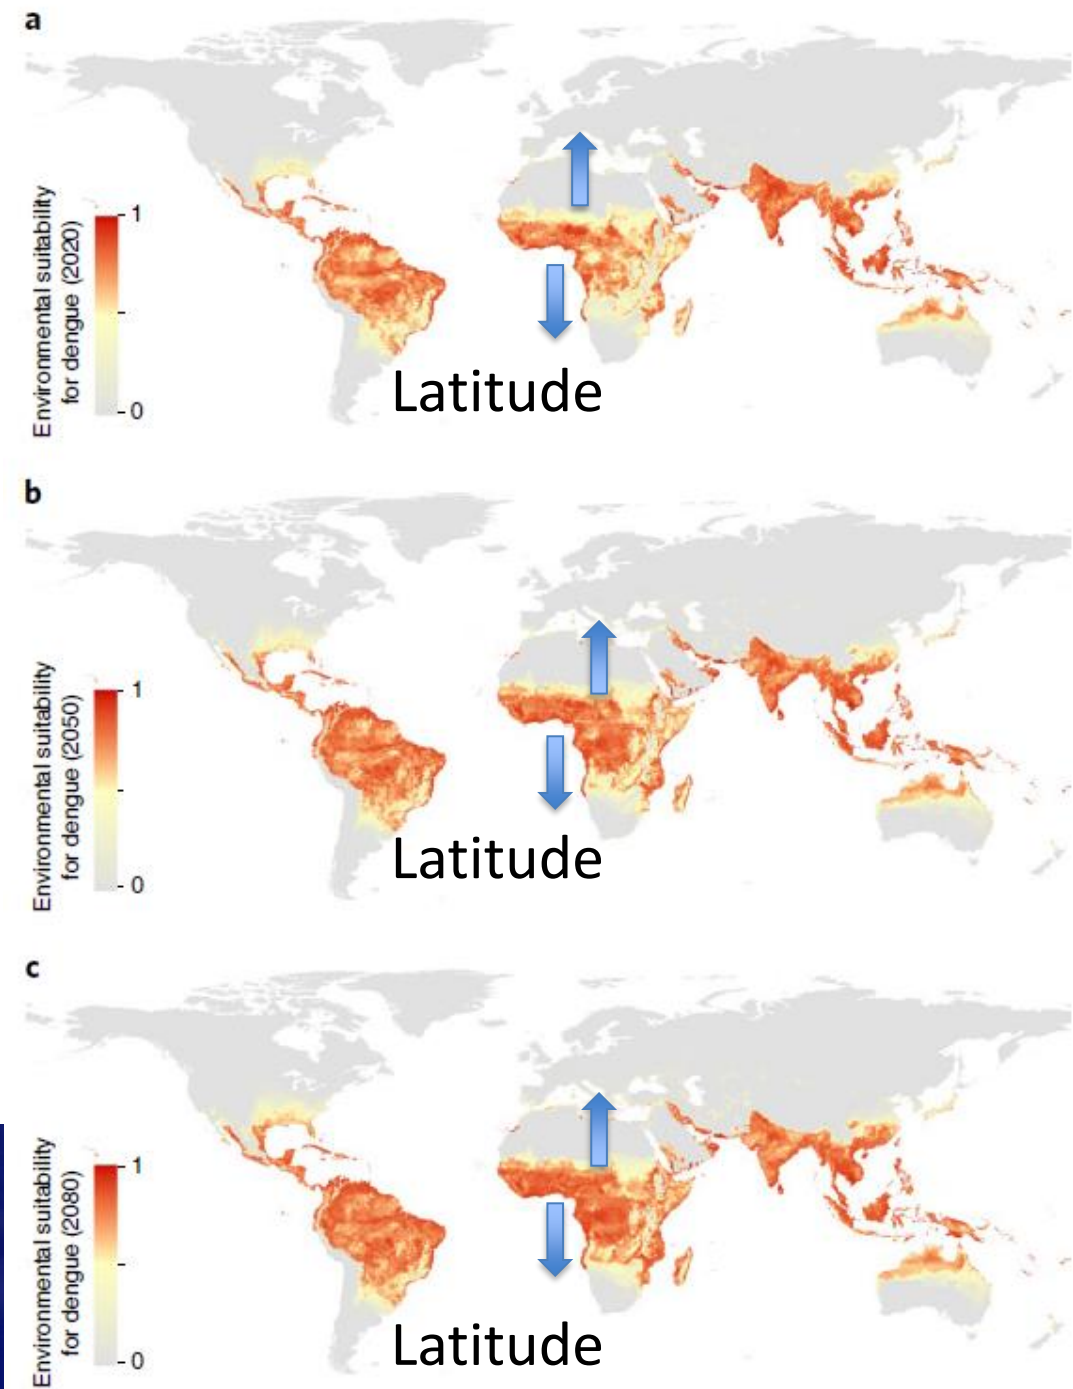 a
Environmental suitability
for dengue (2020)
1
0
Latitude
b
Environmental suitability
for dengue (2050)
1
0
Latitude
c
Environmental suitability
for dengue (2080)
1
0
Latitude